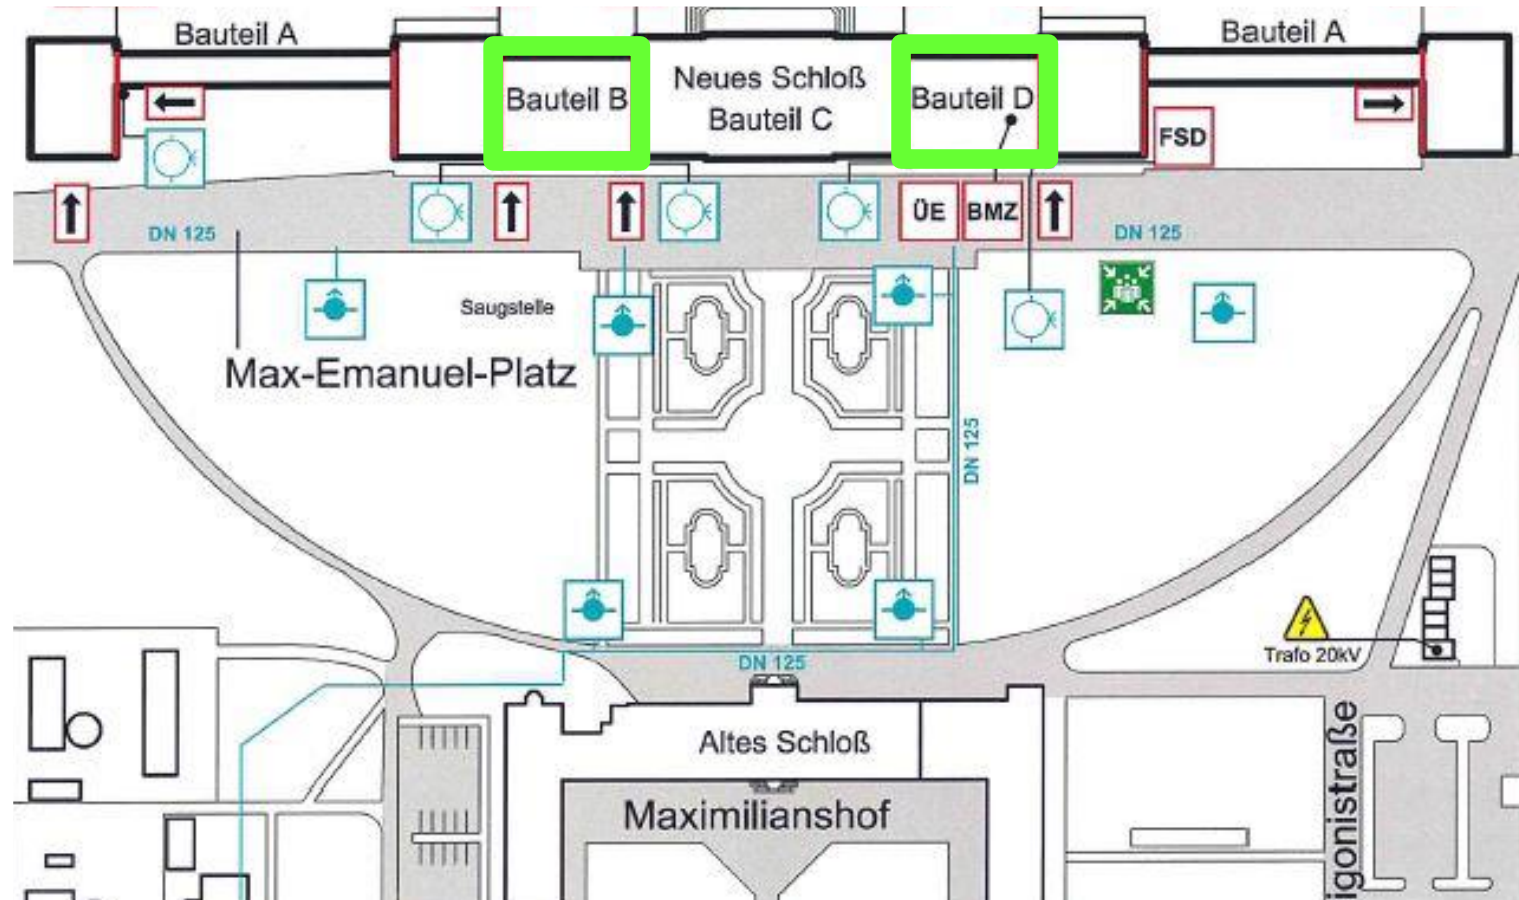 Bauteil A
Bauteil A
Bauteil B
Neues Schloß
Bauteil C
Bauteil D
FSD
ÜE
BMZ
DN 125
DN 125
Saugstelle
Max-Emanuel-Platz
DN 125
Trafo 20kV
DN 125
Altes Schloß
Maximilianshof
igonistraße